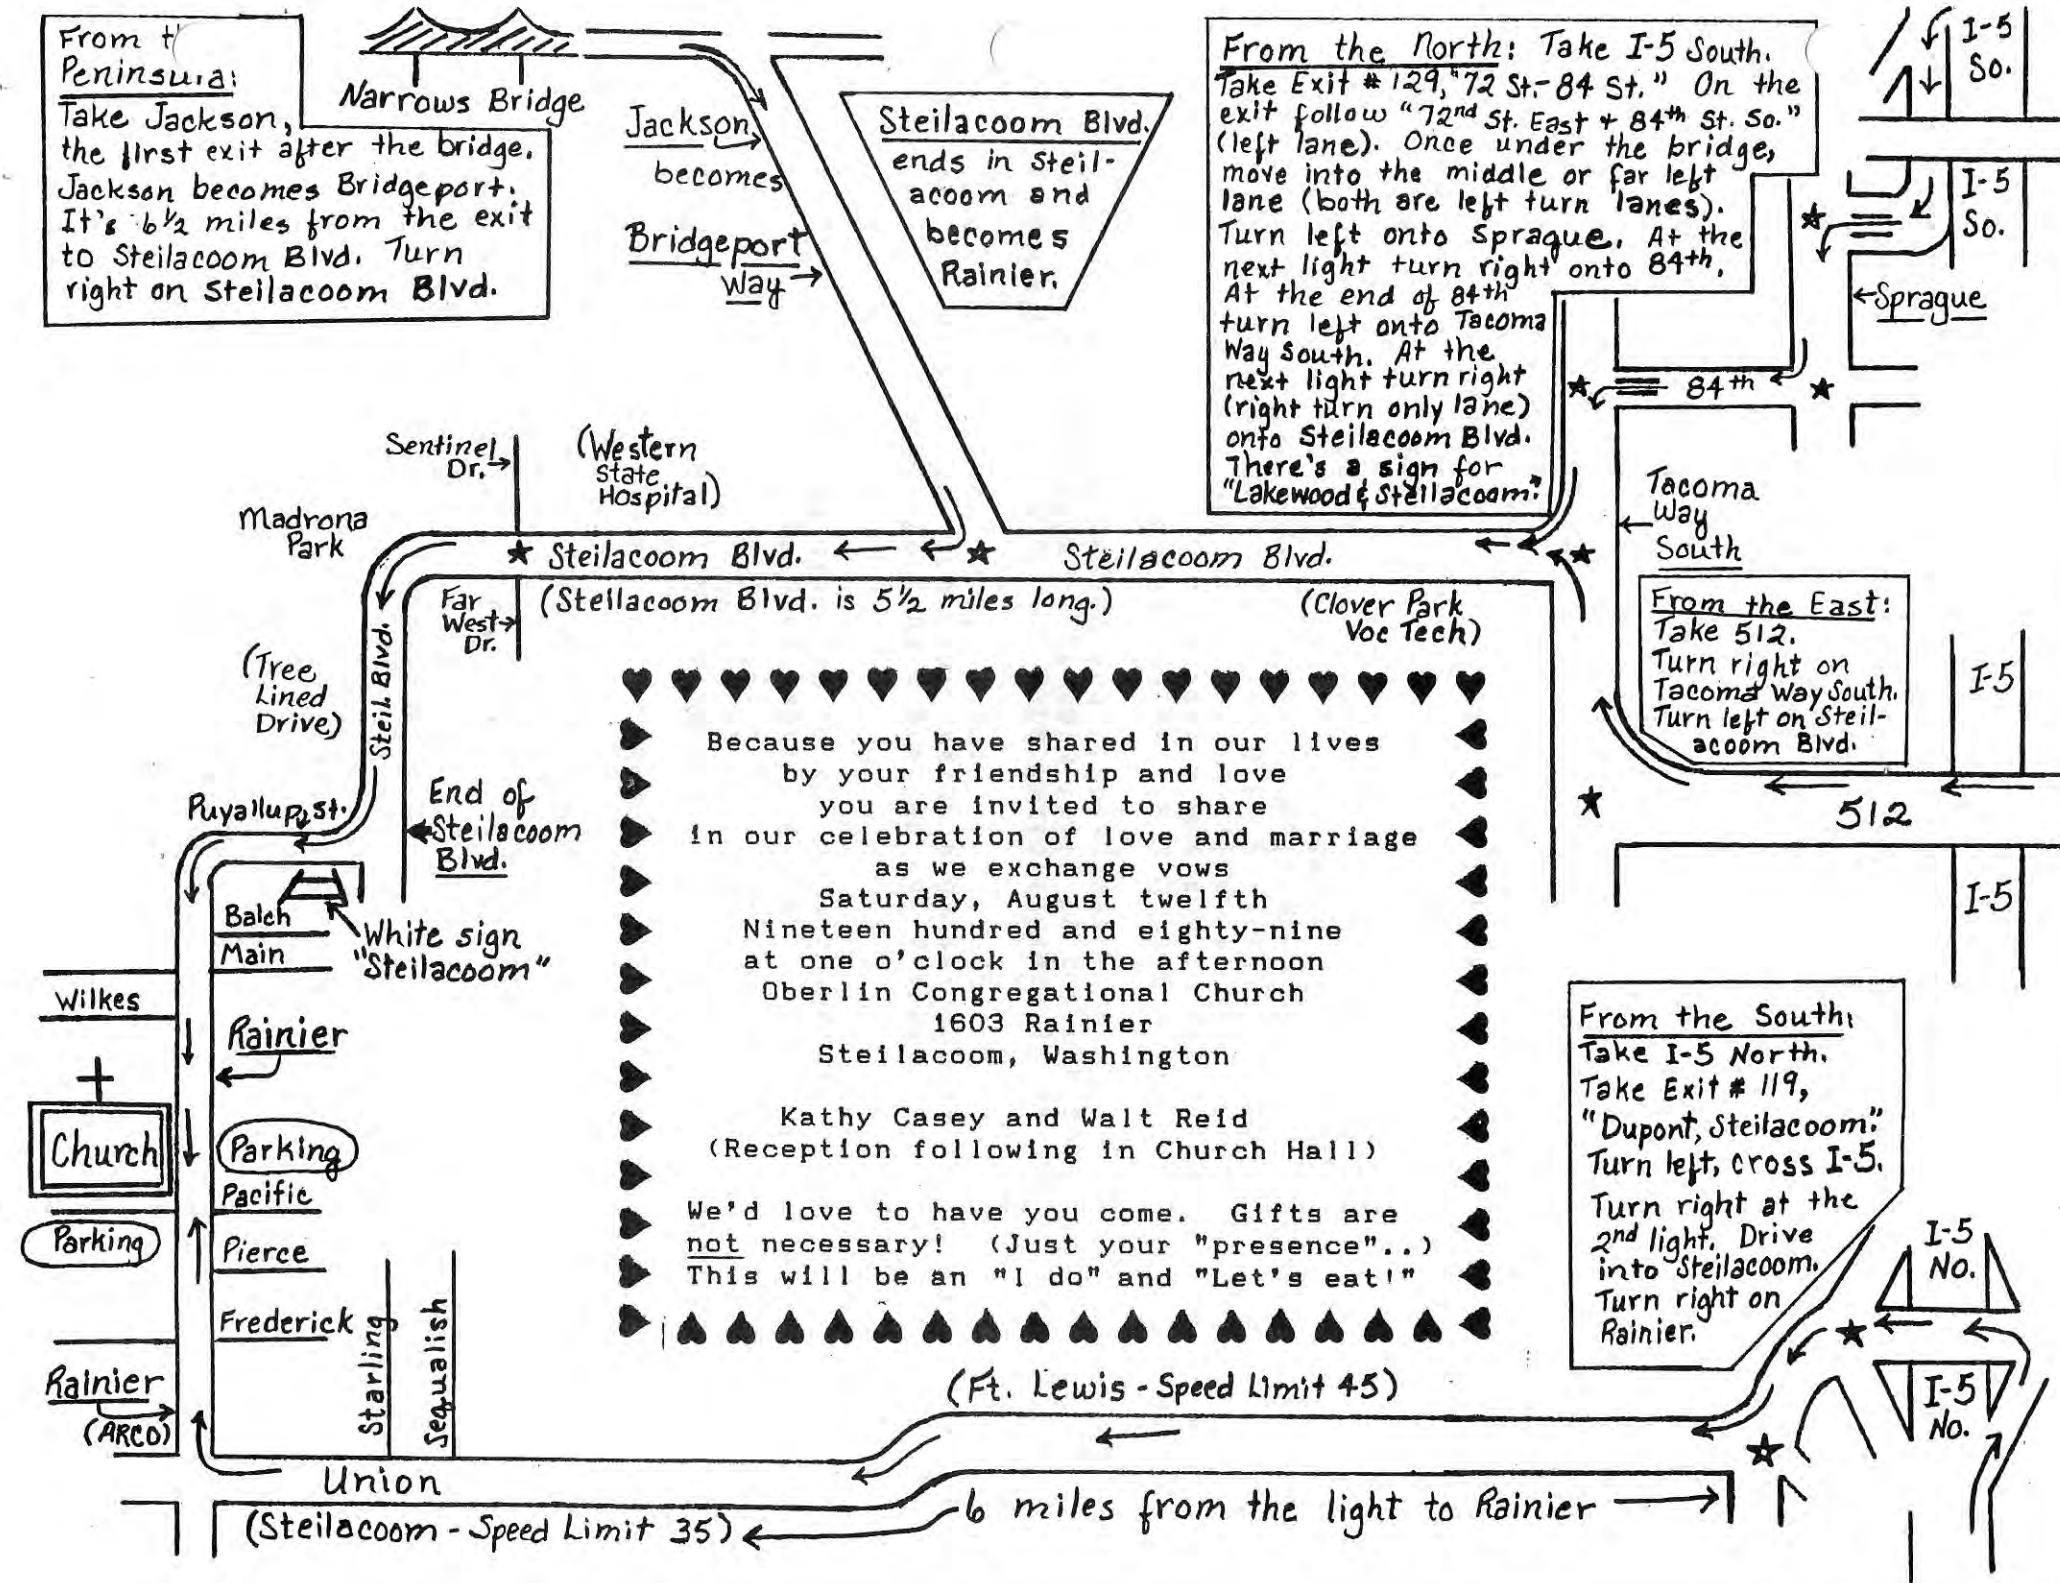 From
Peninsula:
Take Jackson,
the first exit after the bridge.
Jackson becomes Bridgeport.
It's 6½ miles from the exit
to Steilacoom Blvd. Turn
right on Steilacoom Blvd.
Narrows Bridge
Jackson
becomes
Bridgeport
Way
Steilacoom Blvd.
ends in Steil-
acoom and
becomes
Rainier.
From the North: Take I-5 South.
Take Exit # 129, "72 St.-84 St." On the
exit follow "72nd St. East + 84th St. So."
(left lane). Once under the bridge,
move into the middle or far left
lane (both are left turn lanes).
Turn left onto Sprague. At the
next light turn right onto 84th.
At the end of 84th
turn left onto Tacoma
Way South. At the
next light turn right
(right turn only lane)
onto Steilacoom Blvd.
There's a sign for
"Lakewood & Steilacoom."
I-5
So.
I-5
So.
Sprague
84th
Tacoma
Way
South
Sentinel
Dr.
(Western
State
Hospital)
Madrona
Park
Steilacoom Blvd.
Steilacoom Blvd.
Far
West
Dr.
(Steilacoom Blvd. is 5½ miles long.)
(Clover Park
Voc Tech)
From the East:
Take 512.
Turn right on
Tacoma Way South.
Turn left on Steil-
acoom Blvd.
I-5
512
I-5
(Tree
Lined
Drive)
Steil. Blvd.
Puyallup St.
End of
Steilacoom
Blvd.
White sign
"Steilacoom"
Balch
Main
Wilkes
Rainier
Church
Parking
Pacific
Parking
Pierce
Frederick
Starling
Sequalish
Rainier
(ARCO)
Union
(Steilacoom - Speed Limit 35)
Because you have shared in our lives
by your friendship and love
you are invited to share
in our celebration of love and marriage
as we exchange vows
Saturday, August twelfth
Nineteen hundred and eighty-nine
at one o'clock in the afternoon
Oberlin Congregational Church
1603 Rainier
Steilacoom, Washington
Kathy Casey and Walt Reid
(Reception following in Church Hall)
We'd love to have you come. Gifts are
not necessary! (Just your "presence"..)
This will be an "I do" and "Let's eat!"
From the South:
Take I-5 North.
Take Exit # 119,
"Dupont, Steilacoom."
Turn left, cross I-5.
Turn right at the
2nd light. Drive
into Steilacoom.
Turn right on
Rainier.
I-5
No.
I-5
No.
(Ft. Lewis - Speed Limit 45)
6 miles from the light to Rainier